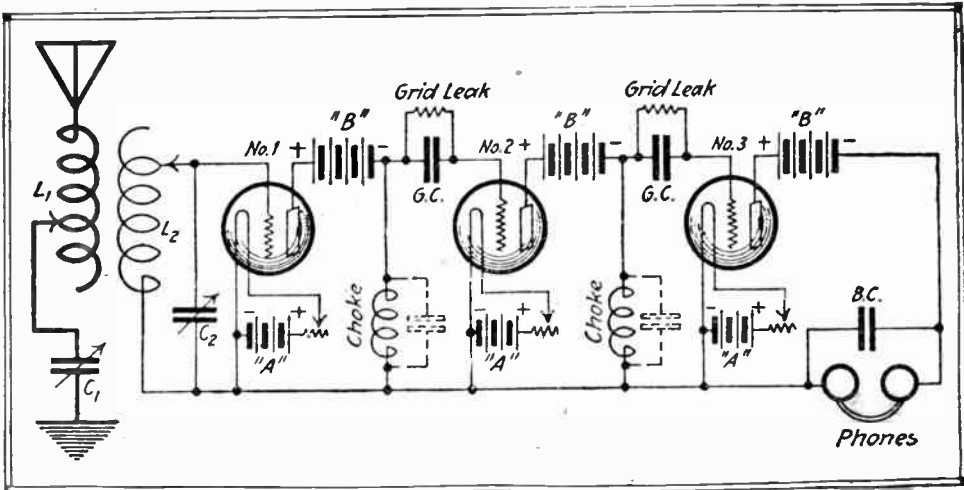 Grid Leak
Grid Leak
"B"
"B"
"B"
No.1 + -
No.2 + -
No.3 + -
G.C.
G.C.
L₁
L₂
C₂
C₁
- +
"A"
Choke
- +
"A"
Choke
- +
"A"
B.C.
Phones